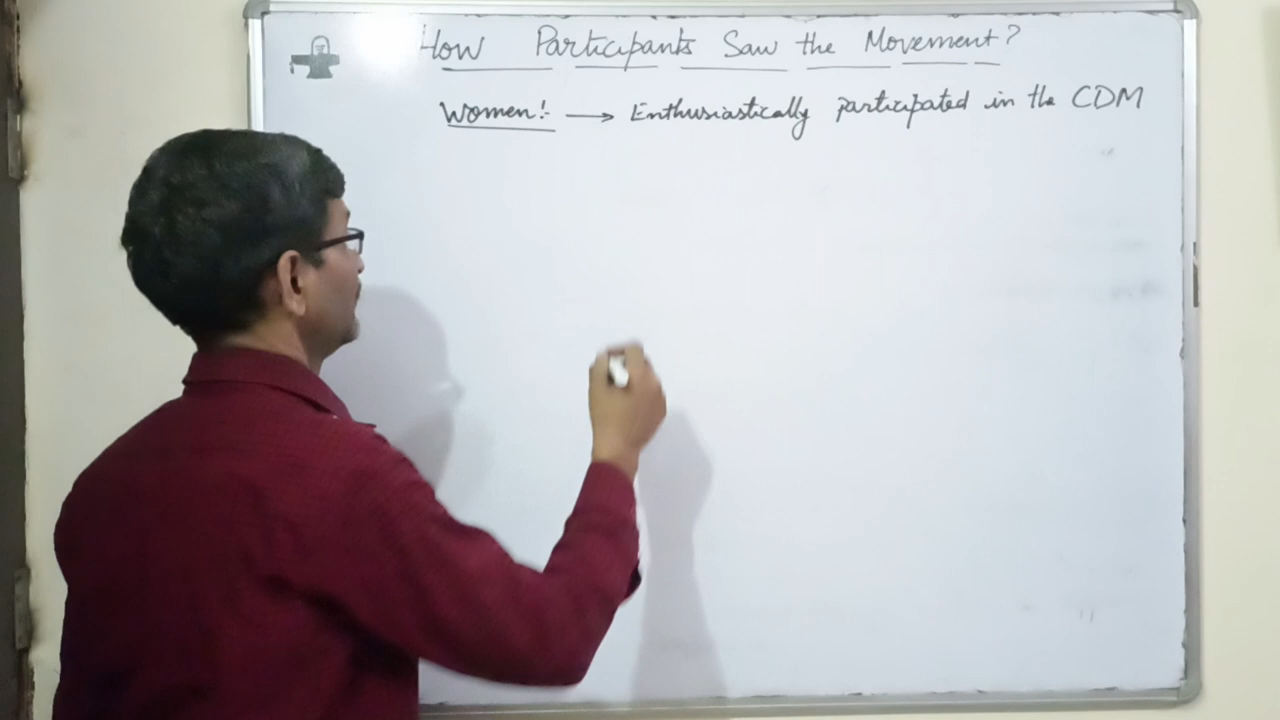 How Participants Saw the Movement?
Women:- → Enthusiastically participated in the CDM